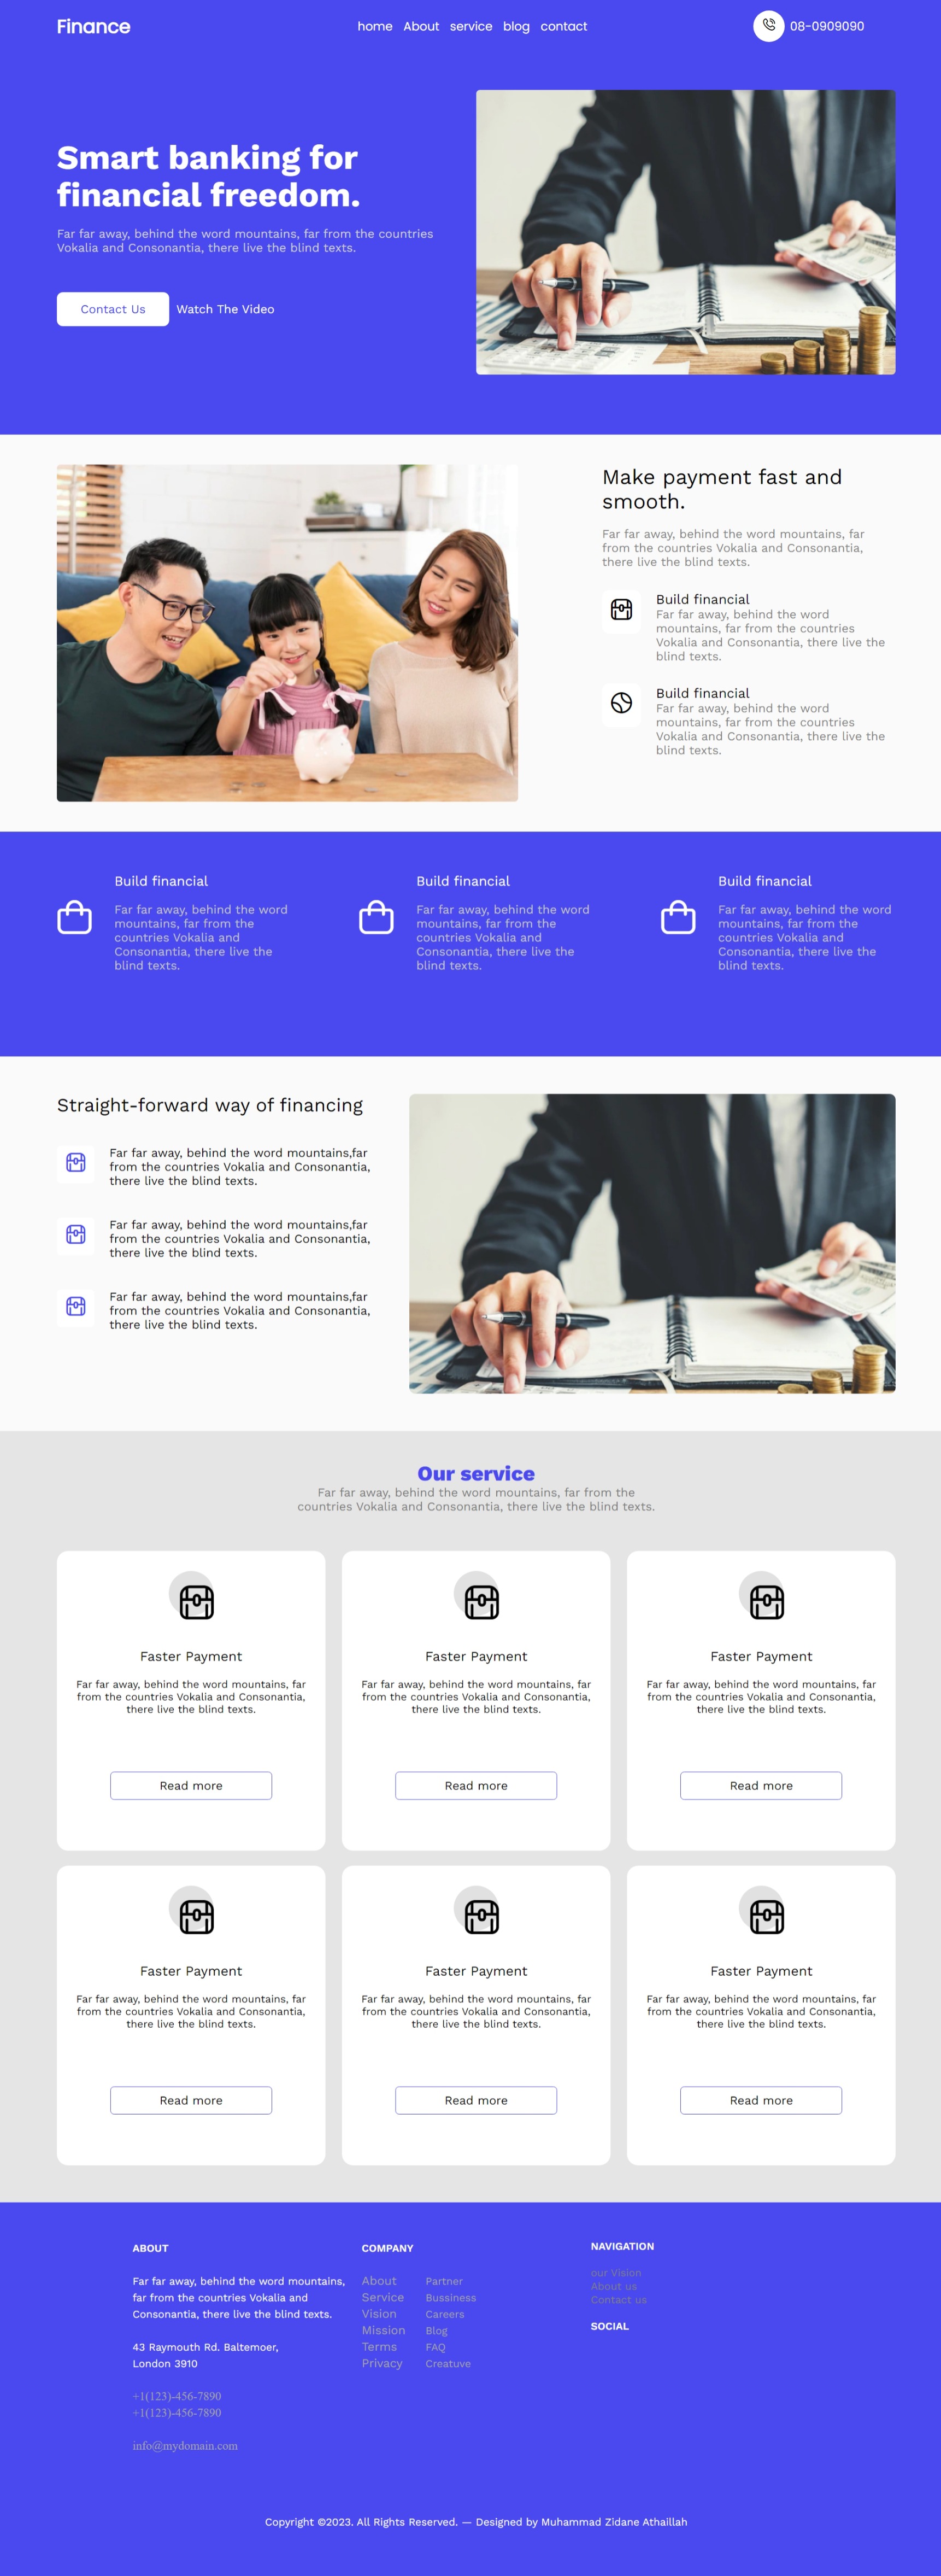 Finance
home About service blog contact
08-0909090
Smart banking for
financial freedom.
Far far away, behind the word mountains, far from the countries
Vokalia and Consonantia, there live the blind texts.
Contact Us
Watch The Video
Make payment fast and
smooth.
Far far away, behind the word mountains, far
from the countries Vokalia and Consonantia,
there live the blind texts.
Build financial
Far far away, behind the word
mountains, far from the countries
Vokalia and Consonantia, there live the
blind texts.
Build financial
Far far away, behind the word
mountains, far from the countries
Vokalia and Consonantia, there live the
blind texts.
Build financial
Far far away, behind the word
mountains, far from the
countries Vokalia and
Consonantia, there live the
blind texts.
Build financial
Far far away, behind the word
mountains, far from the
countries Vokalia and
Consonantia, there live the
blind texts.
Build financial
Far far away, behind the word
mountains, far from the
countries Vokalia and
Consonantia, there live the
blind texts.
Straight-forward way of financing
Far far away, behind the word mountains,far
from the countries Vokalia and Consonantia,
there live the blind texts.
Far far away, behind the word mountains,far
from the countries Vokalia and Consonantia,
there live the blind texts.
Far far away, behind the word mountains,far
from the countries Vokalia and Consonantia,
there live the blind texts.
Our service
Far far away, behind the word mountains, far from the
countries Vokalia and Consonantia, there live the blind texts.
Faster Payment
Far far away, behind the word mountains, far
from the countries Vokalia and Consonantia,
there live the blind texts.
Read more
Faster Payment
Far far away, behind the word mountains, far
from the countries Vokalia and Consonantia,
there live the blind texts.
Read more
Faster Payment
Far far away, behind the word mountains, far
from the countries Vokalia and Consonantia,
there live the blind texts.
Read more
Faster Payment
Far far away, behind the word mountains, far
from the countries Vokalia and Consonantia,
there live the blind texts.
Read more
Faster Payment
Far far away, behind the word mountains, far
from the countries Vokalia and Consonantia,
there live the blind texts.
Read more
Faster Payment
Far far away, behind the word mountains, far
from the countries Vokalia and Consonantia,
there live the blind texts.
Read more
ABOUT
Far far away, behind the word mountains,
far from the countries Vokalia and
Consonantia, there live the blind texts.
43 Raymouth Rd. Baltemoer,
London 3910
+1(123)-456-7890
+1(123)-456-7890
info@mydomain.com
COMPANY
About
Service
Vision
Mission
Terms
Privacy
Partner
Bussiness
Careers
Blog
FAQ
Creatuve
NAVIGATION
our Vision
About us
Contact us
SOCIAL
Copyright ©2023. All Rights Reserved. — Designed by Muhammad Zidane Athaillah